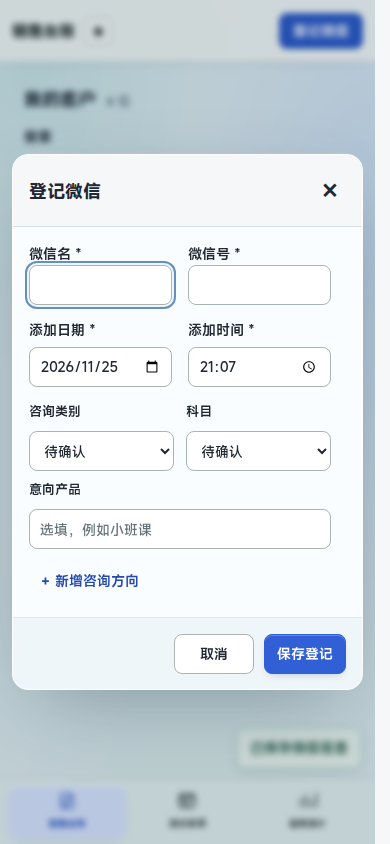 登记微信 ✕
微信名 * 微信号 *
添加日期 * 添加时间 *
2026/11/25 21:07
咨询类别 科目
待确认 待确认
意向产品
选填，例如小班课
+ 新增咨询方向
取消 保存登记